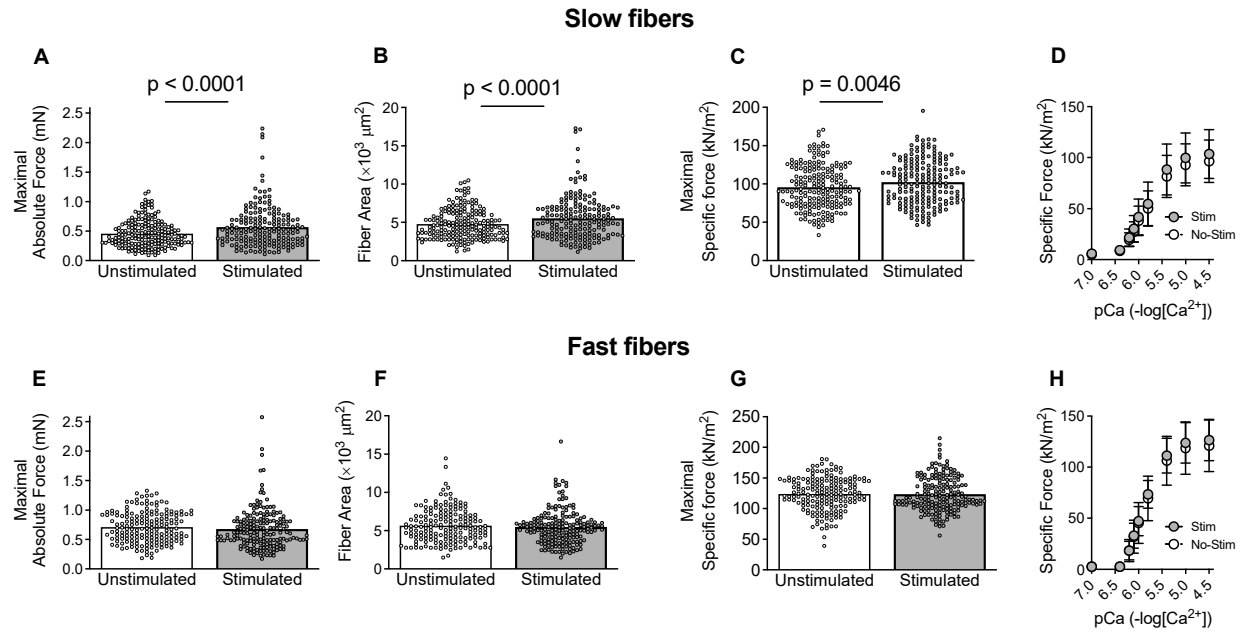 Slow fibers
A
p < 0.0001
Maximal
Absolute Force (mN)
2.5
2.0
1.5
1.0
0.5
0.0
Unstimulated Stimulated
B
p < 0.0001
Fiber Area (×10³ μm²)
20
15
10
5
0
Unstimulated Stimulated
C
p = 0.0046
Maximal
Specific force (kN/m²)
200
150
100
50
0
Unstimulated Stimulated
D
Specific Force (kN/m²)
150
100
50
0
Stim
No-Stim
7.0 6.5 6.0 5.5 5.0 4.5
pCa (-log[Ca²⁺])
Fast fibers
E
Maximal
Absolute Force (mN)
2.5
2.0
1.5
1.0
0.5
0.0
Unstimulated Stimulated
F
Fiber Area (×10³ μm²)
20
15
10
5
0
Unstimulated Stimulated
G
Maximal
Specific force (kN/m²)
250
200
150
100
50
0
Unstimulated Stimulated
H
Specific Force (kN/m²)
150
100
50
0
Stim
No-Stim
7.0 6.5 6.0 5.5 5.0 4.5
pCa (-log[Ca²⁺])